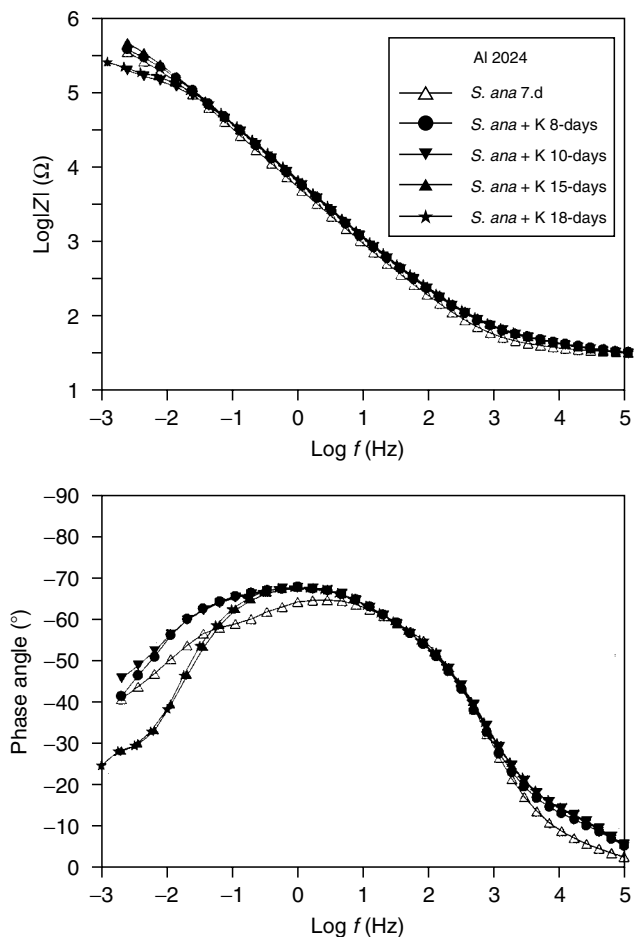 6
5
4
3
2
1
Log|Z| (Ω)
Al 2024
S. ana 7.d
S. ana + K 8-days
S. ana + K 10-days
S. ana + K 15-days
S. ana + K 18-days
−3 −2 −1 0 1 2 3 4 5
Log f (Hz)
−90
−80
−70
−60
−50
−40
−30
−20
−10
0
Phase angle (°)
−3 −2 −1 0 1 2 3 4 5
Log f (Hz)